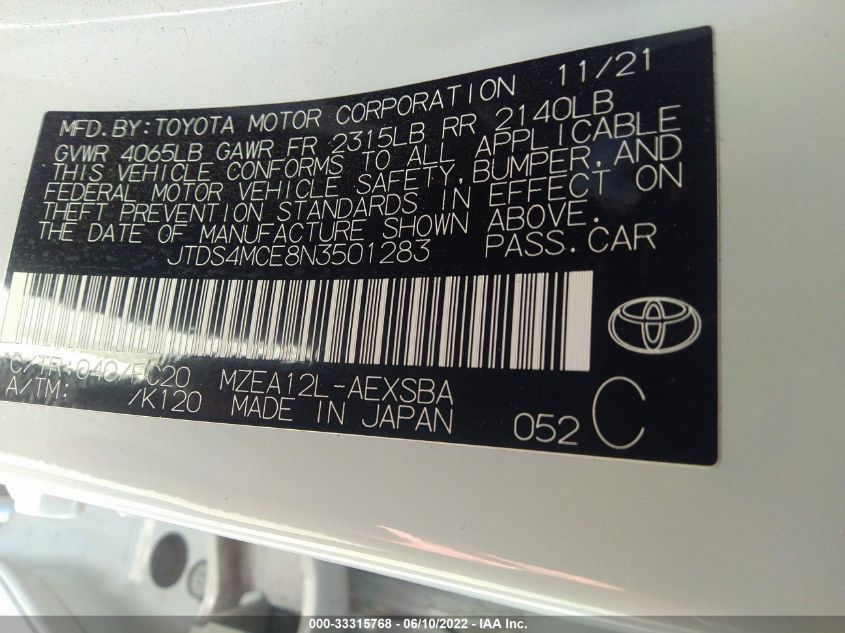 MFD.BY:TOYOTA MOTOR CORPORATION 11/21
GVWR 4065LB GAWR FR 2315LB RR 2140LB
THIS VEHICLE CONFORMS TO ALL APPLICABLE
FEDERAL MOTOR VEHICLE SAFETY,BUMPER,AND
THEFT PREVENTION STANDARDS IN EFFECT ON
THE DATE OF MANUFACTURE SHOWN ABOVE.
JTDS4MCE8N3501283 PASS.CAR
C/TR:040/FC20 MZEA12L-AEXSBA
A/TM: /K120 MADE IN JAPAN 052 C
000-33315768 - 06/10/2022 - IAA Inc.